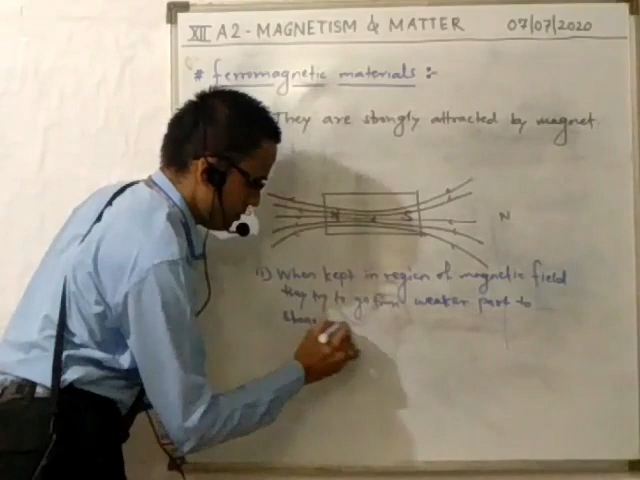 XII A2 - MAGNETISM & MATTER 07/07/2020
# ferromagnetic materials :-
They are strongly attracted by magnet.
N S N
1) When kept in region of magnetic field
they try to go from weaker part to